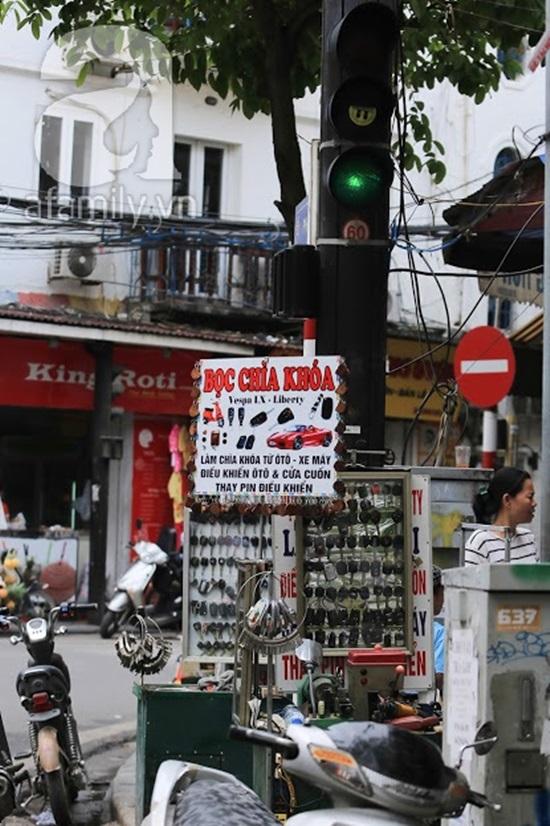 afamily.vn
60
King Roti
BỌC CHÌA KHÓA
Vespa LX - Liberty
LÀM CHÌA KHÓA TỪ ÔTÔ - XE MÁY
ĐIỀU KHIỂN ÔTÔ & CỬA CUỐN
THAY PIN ĐIỀU KHIỂN
637